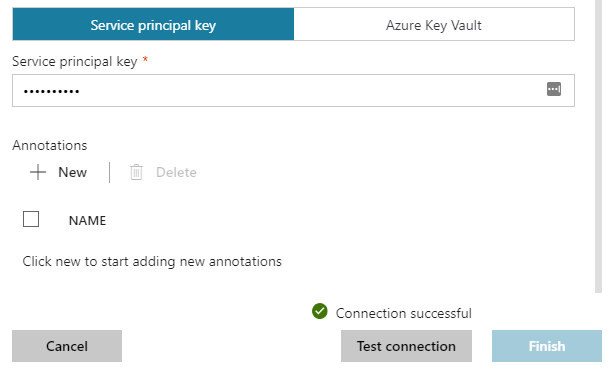 Service principal key
Azure Key Vault
Service principal key *
••••••••••
Annotations
+ New | Delete
NAME
Click new to start adding new annotations
Connection successful
Cancel
Test connection
Finish